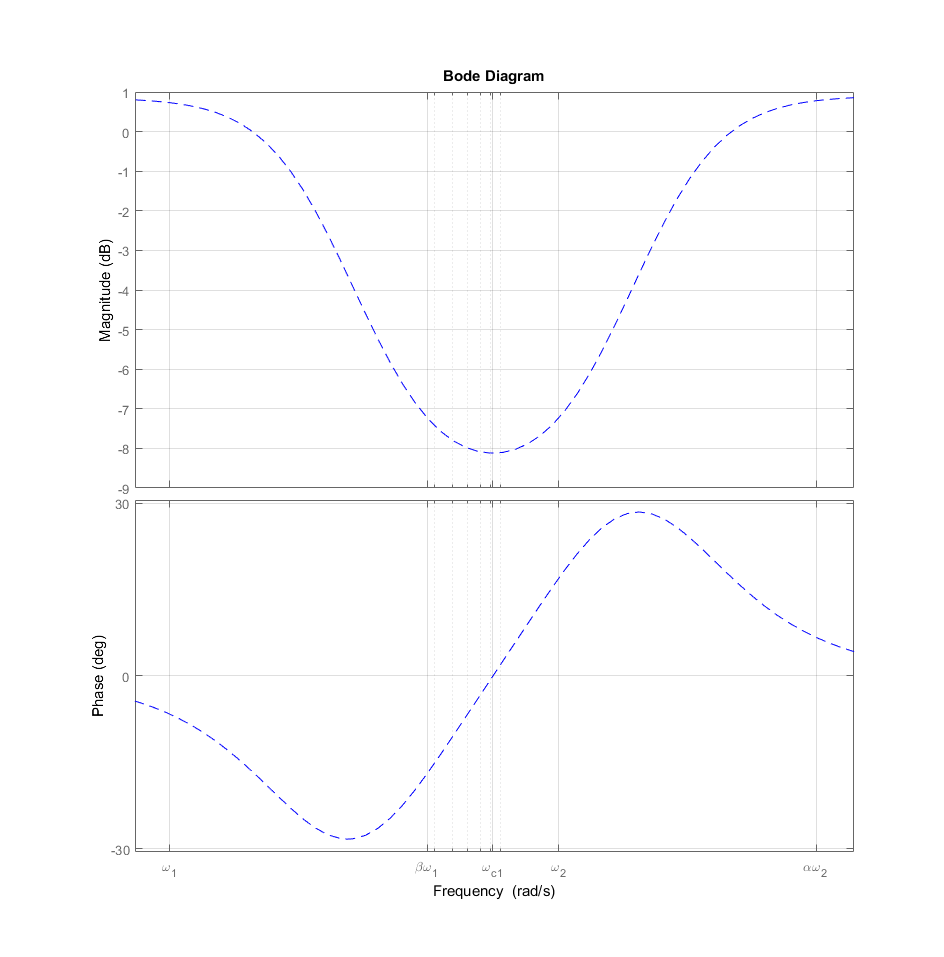 Bode Diagram
1
0
-1
-2
-3
-4
-5
-6
-7
-8
-9
Magnitude (dB)
30
0
-30
Phase (deg)
ω1 βω1 ωc1 ω2 αω2
Frequency (rad/s)